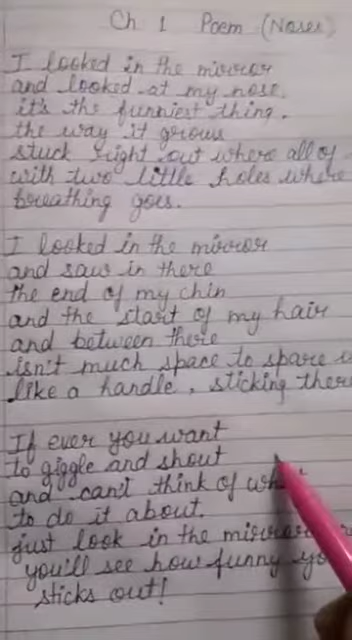 Ch 1 Poem (Noses)
I looked in the mirror
and looked at my nose.
it's the funniest thing.
the way it grows
stuck right out where all of
with two little holes where
breathing goes.
I looked in the mirror
and saw in there
the end of my chin
and the start of my hair
and between there
isn't much space to spare
like a handle, sticking there
If ever you want
to giggle and shout
and can't think of
to do it about.
just look in the mirror
you'll see how funny
sticks out!